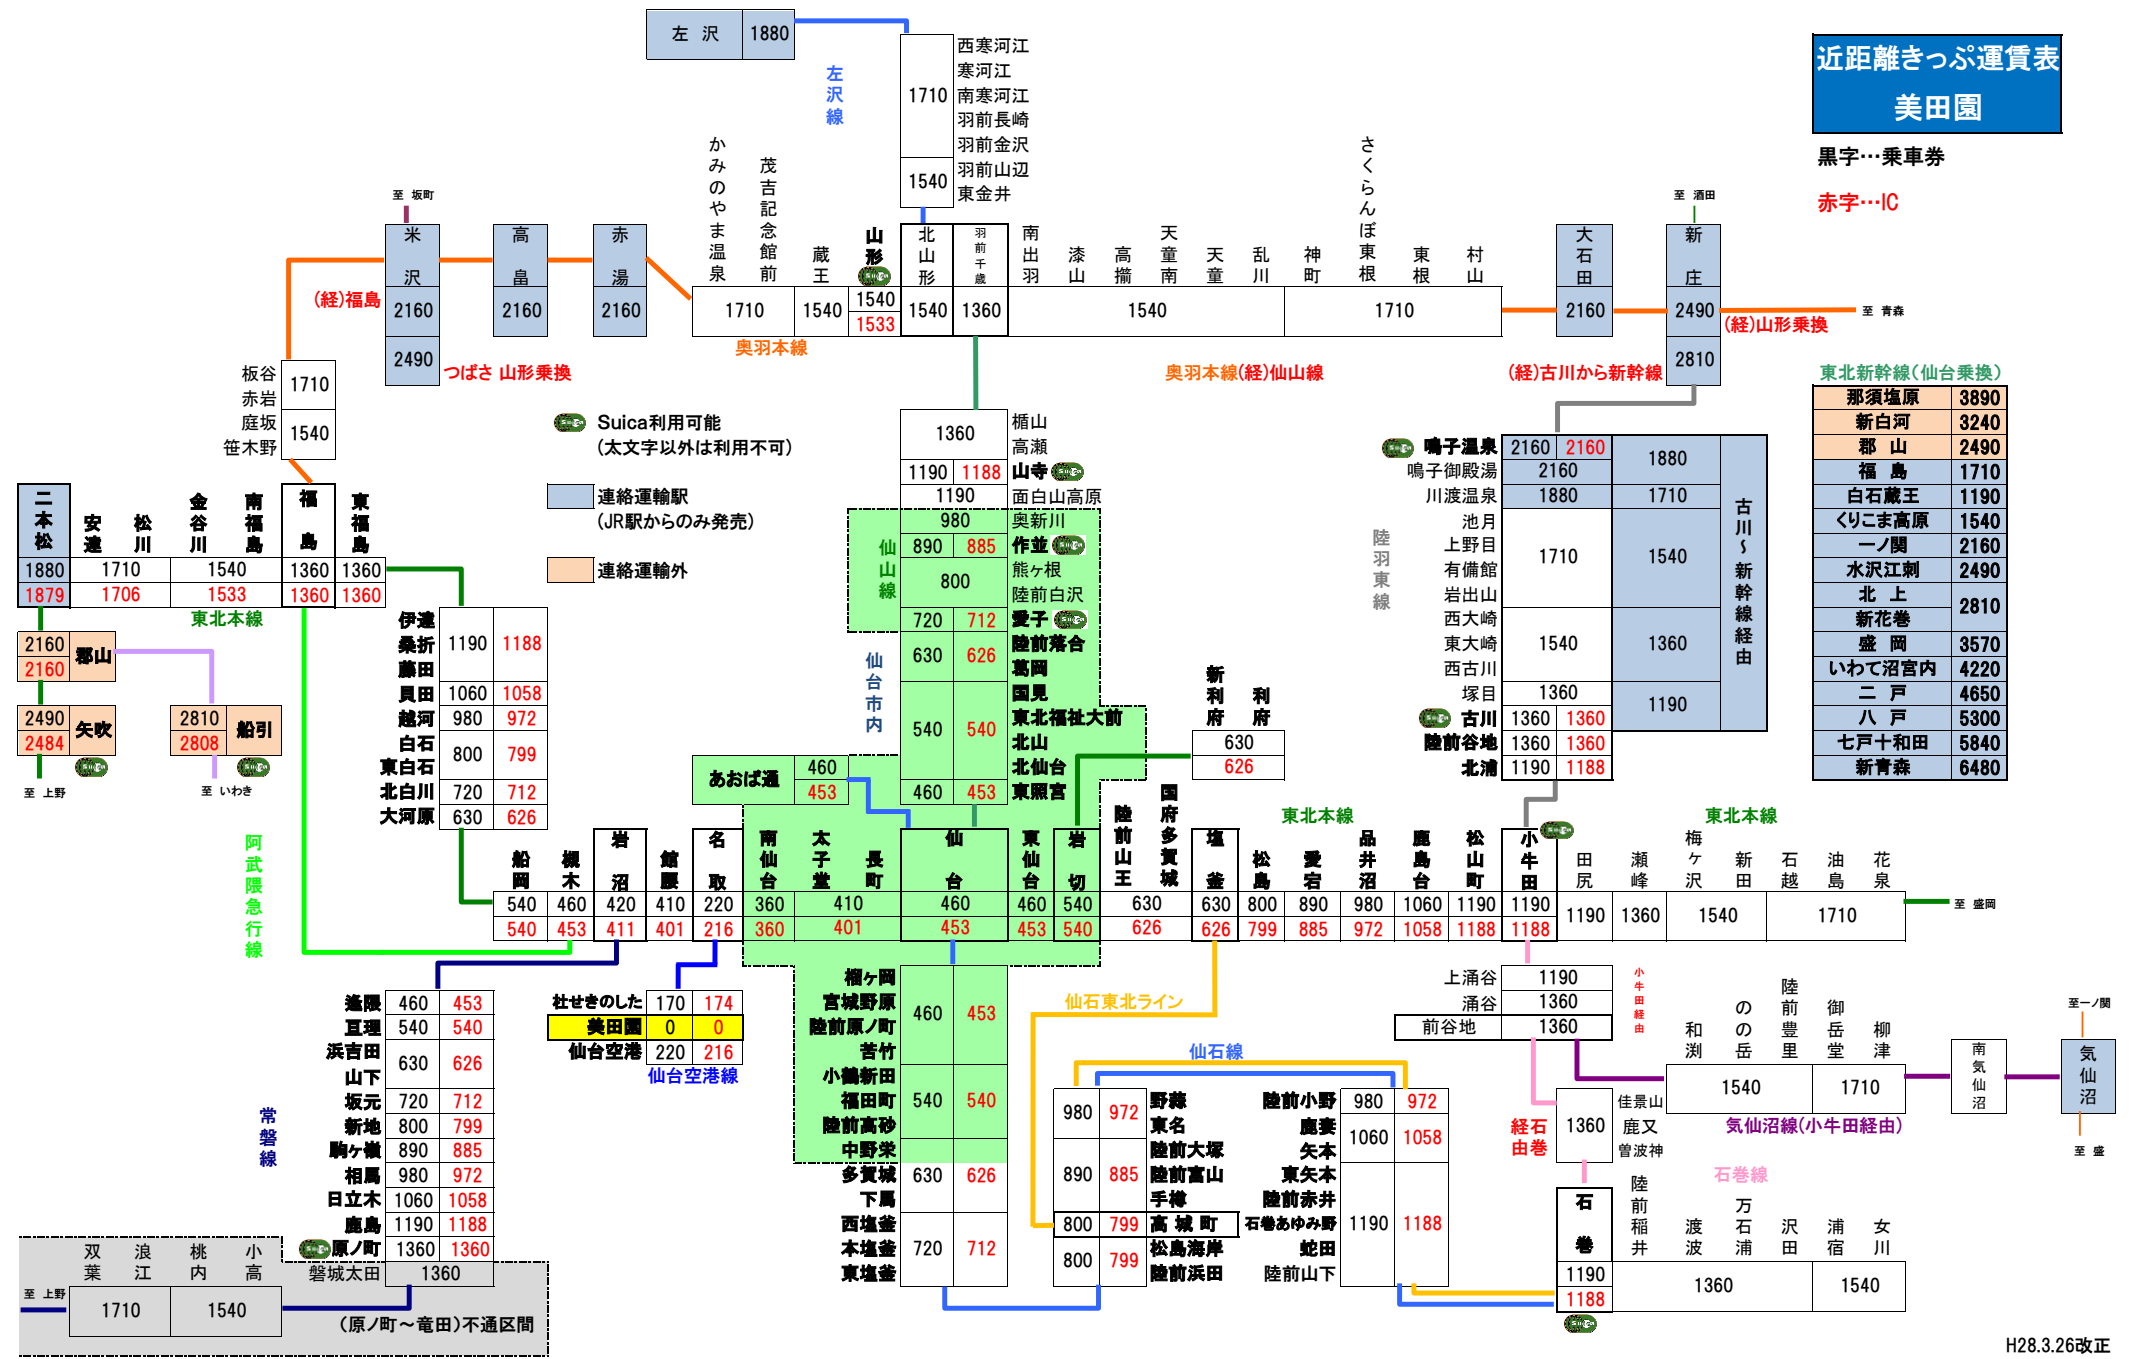 左沢 1880
西寒河江
寒河江
南寒河江
羽前長崎
羽前金沢
羽前山辺
東金井
1710
1540
左沢線
近距離きっぷ運賃表
美田園
黒字…乗車券
赤字…IC
至 坂町
米沢
2160
2490
高畠
2160
赤湯
2160
(経)福島
つばさ 山形乗換
かみのやま温泉
茂吉記念館前
1710
蔵王
1540
山形
1540
1533
北山形
1540
羽前千歳
1360
南出羽
漆山
高擶
天童南
天童
乱川
1540
神町
さくらんぼ東根
東根
村山
1710
大石田
2160
至 酒田
新庄
2490
2810
至 青森
(経)山形乗換
奥羽本線
奥羽本線(経)仙山線
(経)古川から新幹線
板谷
赤岩
1710
庭坂
笹木野
1540
Suica利用可能
(太文字以外は利用不可)
連絡運輸駅
(JR駅からのみ発売)
連絡運輸外
東北新幹線(仙台乗換)
那須塩原 3890
新白河 3240
郡山 2490
福島 1710
白石蔵王 1190
くりこま高原 1540
一ノ関 2160
水沢江刺 2490
北上
新花巻
2810
盛岡 3570
いわて沼宮内 4220
二戸 4650
八戸 5300
七戸十和田 5840
新青森 6480
二本松
1880
1879
安達
松川
1710
1706
金谷川
南福島
1540
1533
福島
1360
1360
東福島
1360
1360
東北本線
2160
2160
郡山
2490
2484
矢吹
至 上野
2810
2808
船引
至 いわき
伊達
桑折
藤田
1190 1188
貝田 1060 1058
越河 980 972
白石
東白石
800 799
北白川 720 712
大河原 630 626
1360
楯山
高瀬
1190 1188 山寺
1190 面白山高原
980 奥新川
890 885 作並
800
熊ヶ根
陸前白沢
720 712 愛子
630 626
陸前落合
葛岡
540 540
国見
東北福祉大前
北山
北仙台
460 453 東照宮
仙山線
仙台市内
あおば通
460
453
新利府
利府
630
626
鳴子温泉 2160 2160
鳴子御殿湯 2160
1880
川渡温泉 1880 1710
池月
上野目
有備館
岩出山
1710 1540
西大崎
東大崎
西古川
1540 1360
塚目 1360
1190
古川 1360 1360
陸前谷地 1360 1360
北浦 1190 1188
古川〜新幹線経由
陸羽東線
阿武隈急行線
船岡
540
540
槻木
460
453
岩沼
420
411
館腰
410
401
名取
220
216
南仙台
360
360
太子堂
長町
410
401
仙台
460
453
東仙台
460
453
岩切
540
540
陸前山王
国府多賀城
630
626
塩釜
630
626
松島
800
799
愛宕
890
885
品井沼
980
972
鹿島台
1060
1058
松山町
1190
1188
小牛田
1190
1188
東北本線
田尻
1190
瀬峰
1360
梅ヶ沢
新田
1540
石越
油島
花泉
1710
東北本線
至 盛岡
逢隈 460 453
亘理 540 540
浜吉田
山下
630 626
坂元 720 712
新地 800 799
駒ヶ嶺 890 885
相馬 980 972
日立木 1060 1058
鹿島 1190 1188
原ノ町 1360 1360
磐城太田 1360
常磐線
双葉
浪江
1710
桃内
小高
1540
至 上野
(原ノ町〜竜田)不通区間
杜せきのした 170 174
美田園 0 0
仙台空港 220 216
仙台空港線
榴ヶ岡
宮城野原
陸前原ノ町
苦竹
460 453
小鶴新田
福田町
陸前高砂
540 540
中野栄
多賀城
下馬
630 626
西塩釜
本塩釜
東塩釜
720 712
仙石東北ライン
仙石線
980 972
野蒜
東名
890 885
陸前大塚
陸前富山
手樽
800 799 高城町
800 799
松島海岸
陸前浜田
陸前小野 980 972
鹿妻
矢本
1060 1058
東矢本
陸前赤井
石巻あゆみ野
蛇田
陸前山下
1190 1188
上涌谷 1190
涌谷 1360
前谷地 1360
小牛田経由
和渕
のの岳
陸前豊里
1540
御岳堂
柳津
1710
気仙沼線(小牛田経由)
南気仙沼
気仙沼
至一ノ関
至 盛
経石由巻
1360
佳景山
鹿又
曽波神
石巻線
石巻
1190
1188
陸前稲井
渡波
万石浦
沢田
1360
浦宿
女川
1540
H28.3.26改正